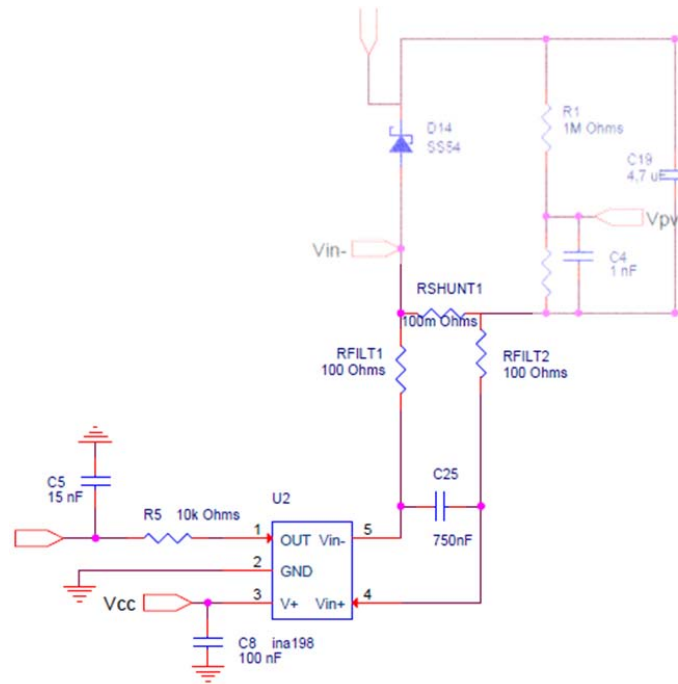 R1
1M Ohms
D14
SS54
C19
4,7 uF
Vpv
Vin-
C4
1 nF
RSHUNT1
100m Ohms
RFILT1
100 Ohms
RFILT2
100 Ohms
C5
15 nF
C25
750nF
U2
R5 10k Ohms
1 OUT Vin- 5
2 GND
Vcc 3 V+ Vin+ 4
C8 ina198
100 nF